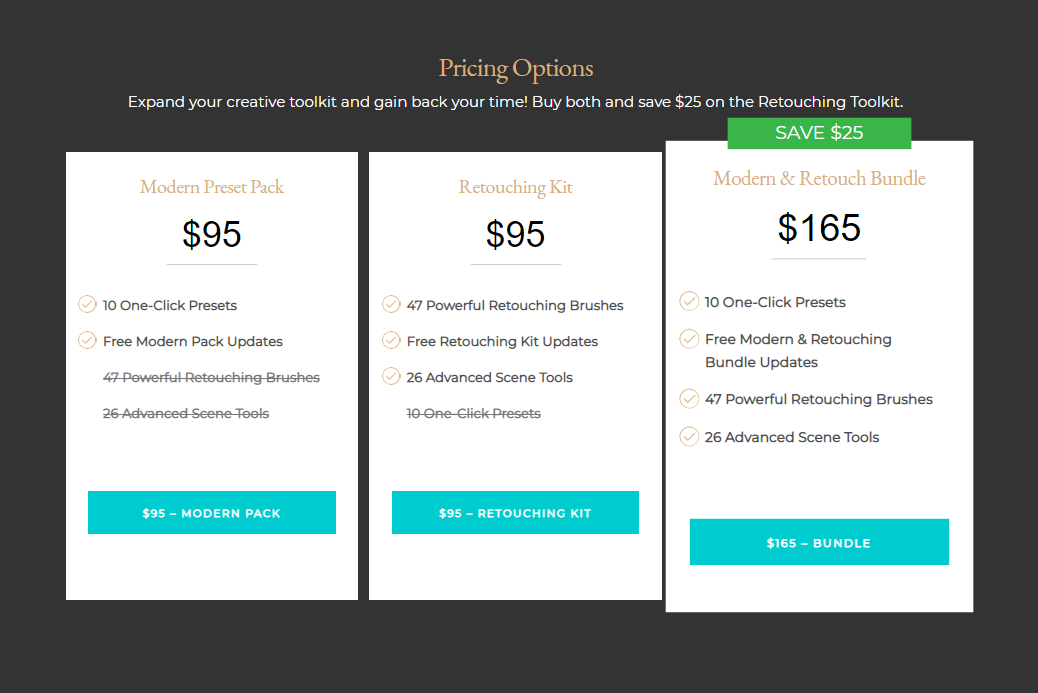 Pricing Options
Expand your creative toolkit and gain back your time! Buy both and save $25 on the Retouching Toolkit.
Modern Preset Pack
$95
10 One-Click Presets
Free Modern Pack Updates
47 Powerful Retouching Brushes
26 Advanced Scene Tools
$95 – MODERN PACK
Retouching Kit
$95
47 Powerful Retouching Brushes
Free Retouching Kit Updates
26 Advanced Scene Tools
10 One-Click Presets
$95 – RETOUCHING KIT
SAVE $25
Modern & Retouch Bundle
$165
10 One-Click Presets
Free Modern & Retouching
Bundle Updates
47 Powerful Retouching Brushes
26 Advanced Scene Tools
$165 – BUNDLE